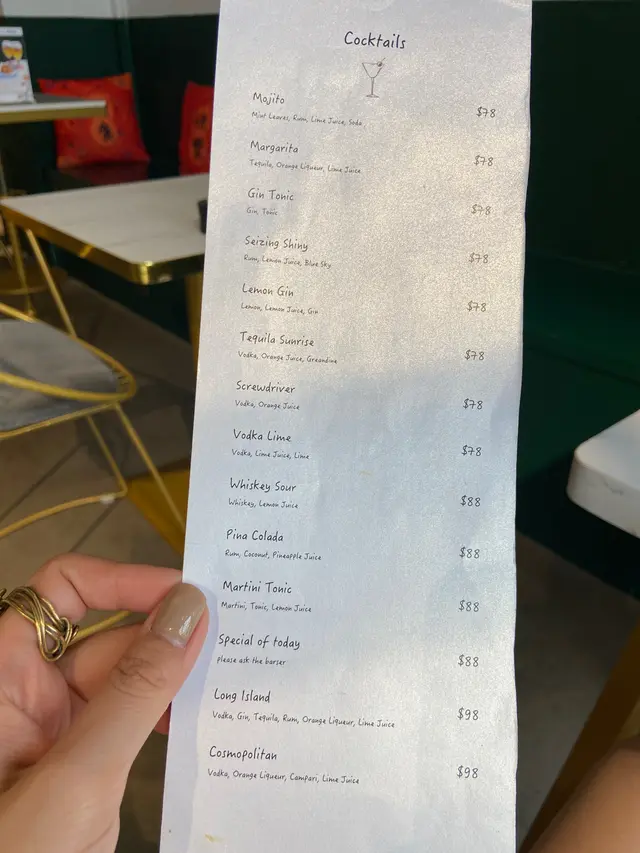 Cocktails
Mojito $78
Mint Leaves, Rum, Lime Juice, Soda
Margarita $78
Tequila, Orange Liqueur, Lime Juice
Gin Tonic $78
Gin, Tonic
Seizing Shiny $78
Rum, Lemon Juice, Blue Sky
Lemon Gin $78
Lemon, Lemon Juice, Gin
Tequila Sunrise $78
Vodka, Orange Juice, Greandine
Screwdriver $78
Vodka, Orange Juice
Vodka Lime $78
Vodka, Lime Juice, Lime
Whiskey Sour $88
Whiskey, Lemon Juice
Pina Colada $88
Rum, Coconut, Pineapple Juice
Martini Tonic $88
Martini, Tonic, Lemon Juice
Special of today $88
please ask the barser
Long Island $98
Vodka, Gin, Tequila, Rum, Orange Liqueur, Lime Juice
Cosmopolitan $98
Vodka, Orange Liqueur, Campari, Lime Juice